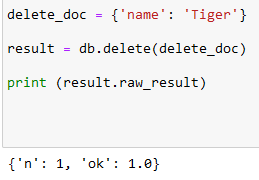 delete_doc = {'name': 'Tiger'}
result = db.delete(delete_doc)
print (result.raw_result)
{'n': 1, 'ok': 1.0}